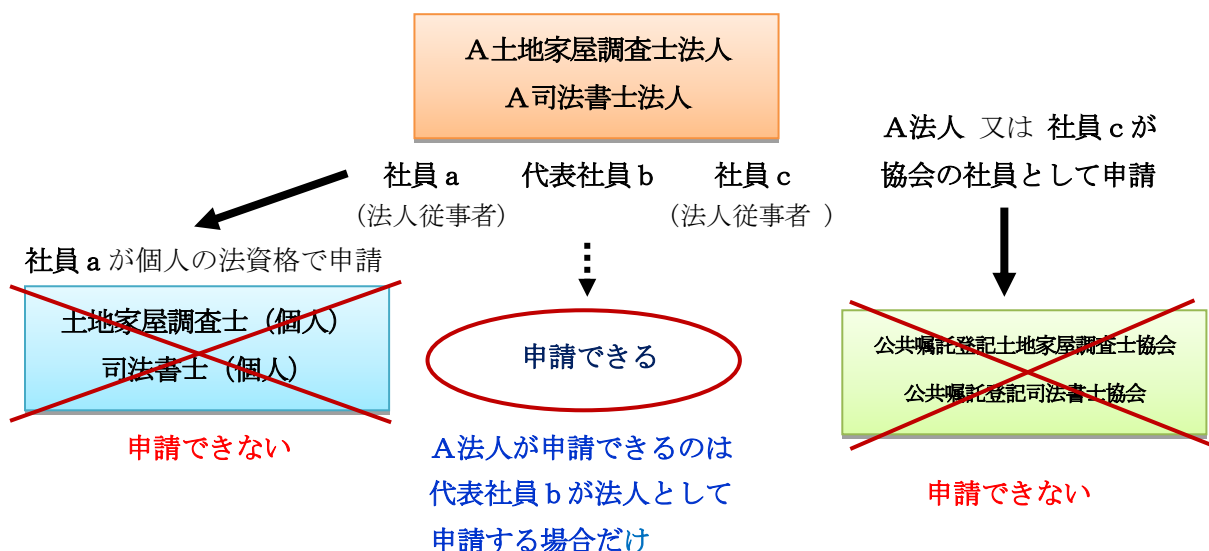 A土地家屋調査士法人
A司法書士法人
A法人 又は 社員 c が
協会の社員として申請
社員 a
代表社員 b
社員 c
(法人従事者)
(法人従事者 )
社員 a が個人の法資格で申請
土地家屋調査士（個人）
司法書士（個人）
申請できない
申請できる
A法人が申請できるのは
代表社員 b が法人として
申請する場合だけ
公共嘱託登記土地家屋調査士協会
公共嘱託登記司法書士協会
申請できない